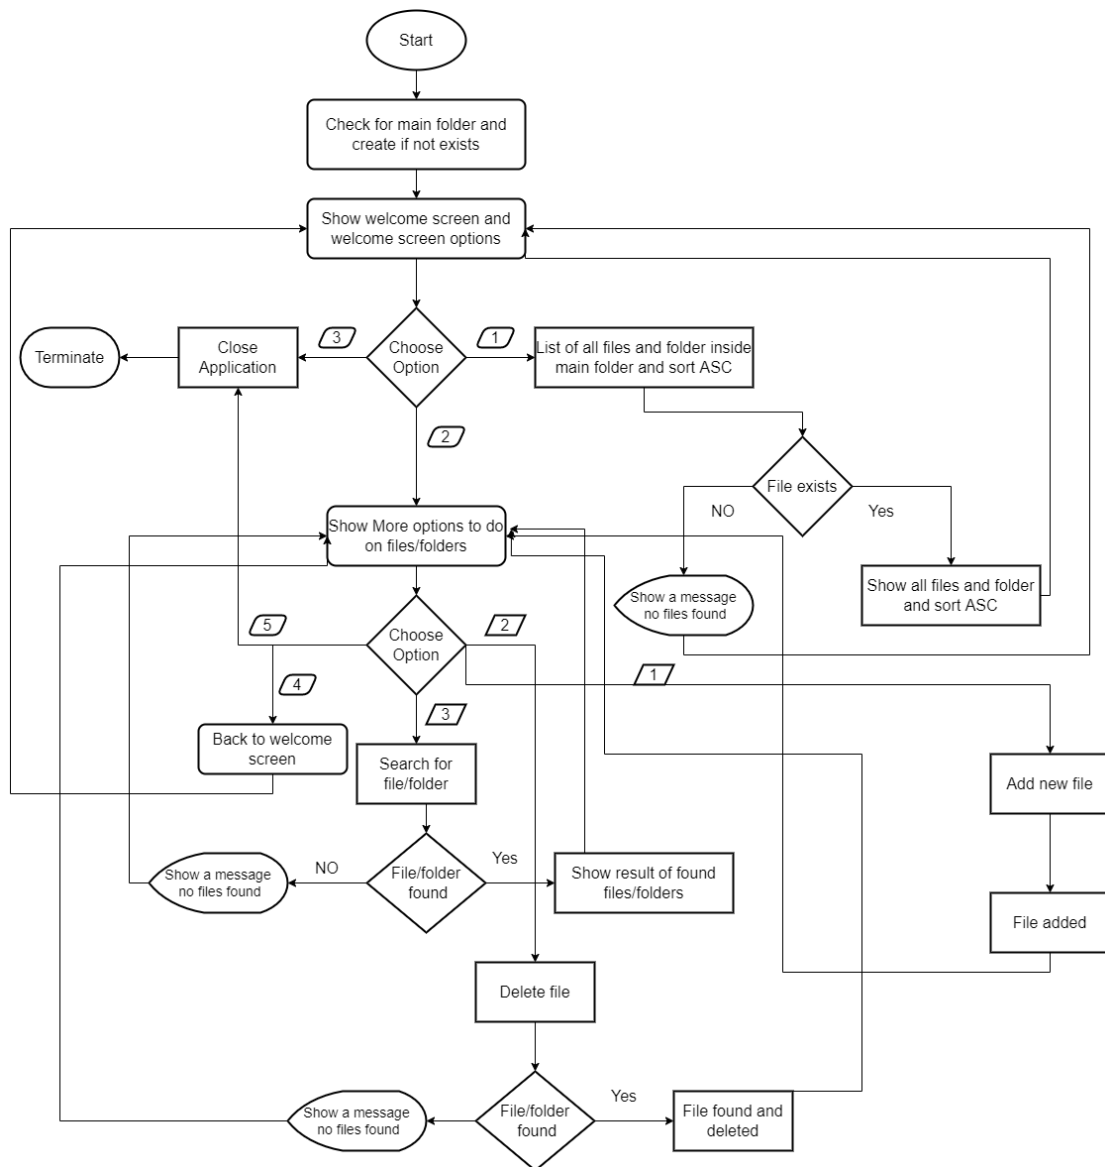 Start
Check for main folder and
create if not exists
Show welcome screen and
welcome screen options
Terminate
Close
Application
3
Choose
Option
1
List of all files and folder inside
main folder and sort ASC
2
File exists
NO
Yes
Show More options to do
on files/folders
Show a message
no files found
Show all files and folder
and sort ASC
5
Choose
Option
2
4
1
3
Back to welcome
screen
Search for
file/folder
Add new file
Show a message
no files found
NO
File/folder
found
Yes
Show result of found
files/folders
File added
Delete file
Show a message
no files found
File/folder
found
Yes
File found and
deleted